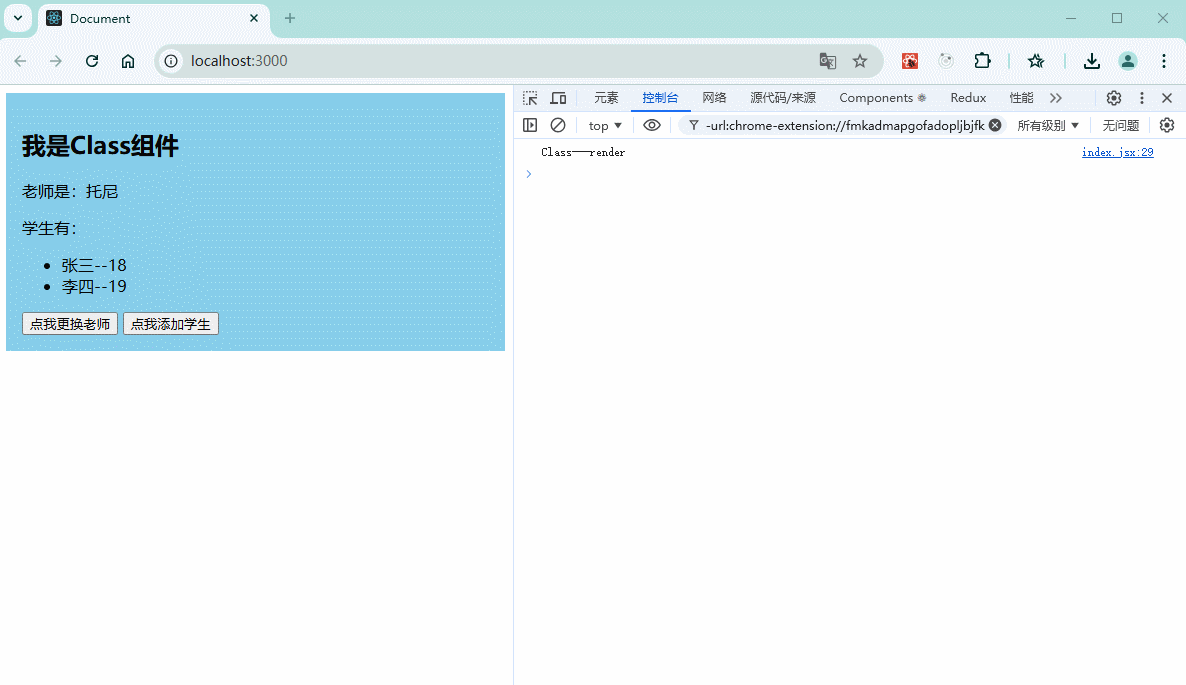 Document
localhost:3000
元素 控制台 网络 源代码/来源 Components Redux 性能
top -url:chrome-extension://fmkadmapgofadopljbjfk 所有级别 无问题
Class---render index.jsx:29
我是Class组件
老师是：托尼
学生有：
张三--18
李四--19
点我更换老师 点我添加学生